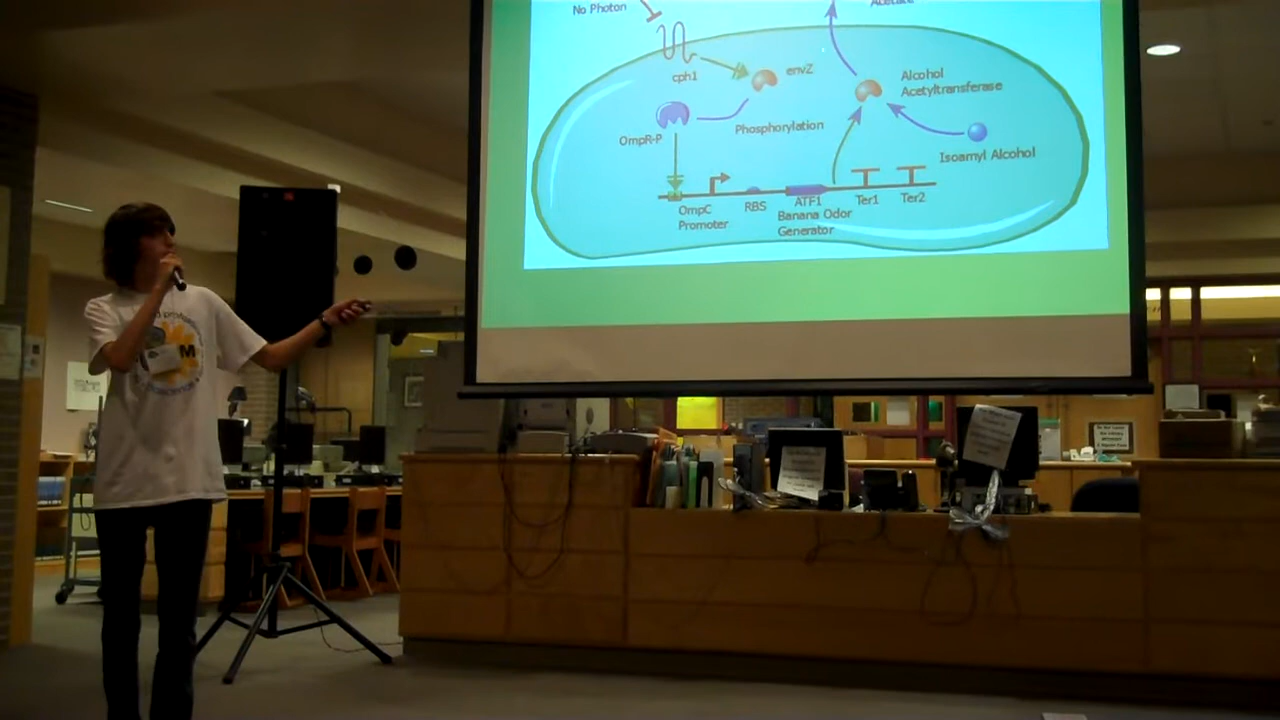 No Photon
Acetate
cph1
envZ
Alcohol
Acetyltransferase
OmpR-P
Phosphorylation
Isoamyl Alcohol
OmpC
Promoter
RBS
ATF1
Banana Odor
Generator
Ter1
Ter2
M